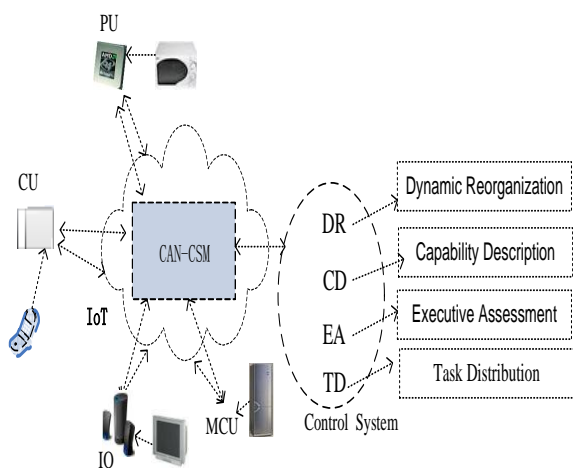 PU
CU
CAN-CSM
IoT
IO
MCU
DR
CD
EA
TD
Control System
Dynamic Reorganization
Capability Description
Executive Assessment
Task Distribution